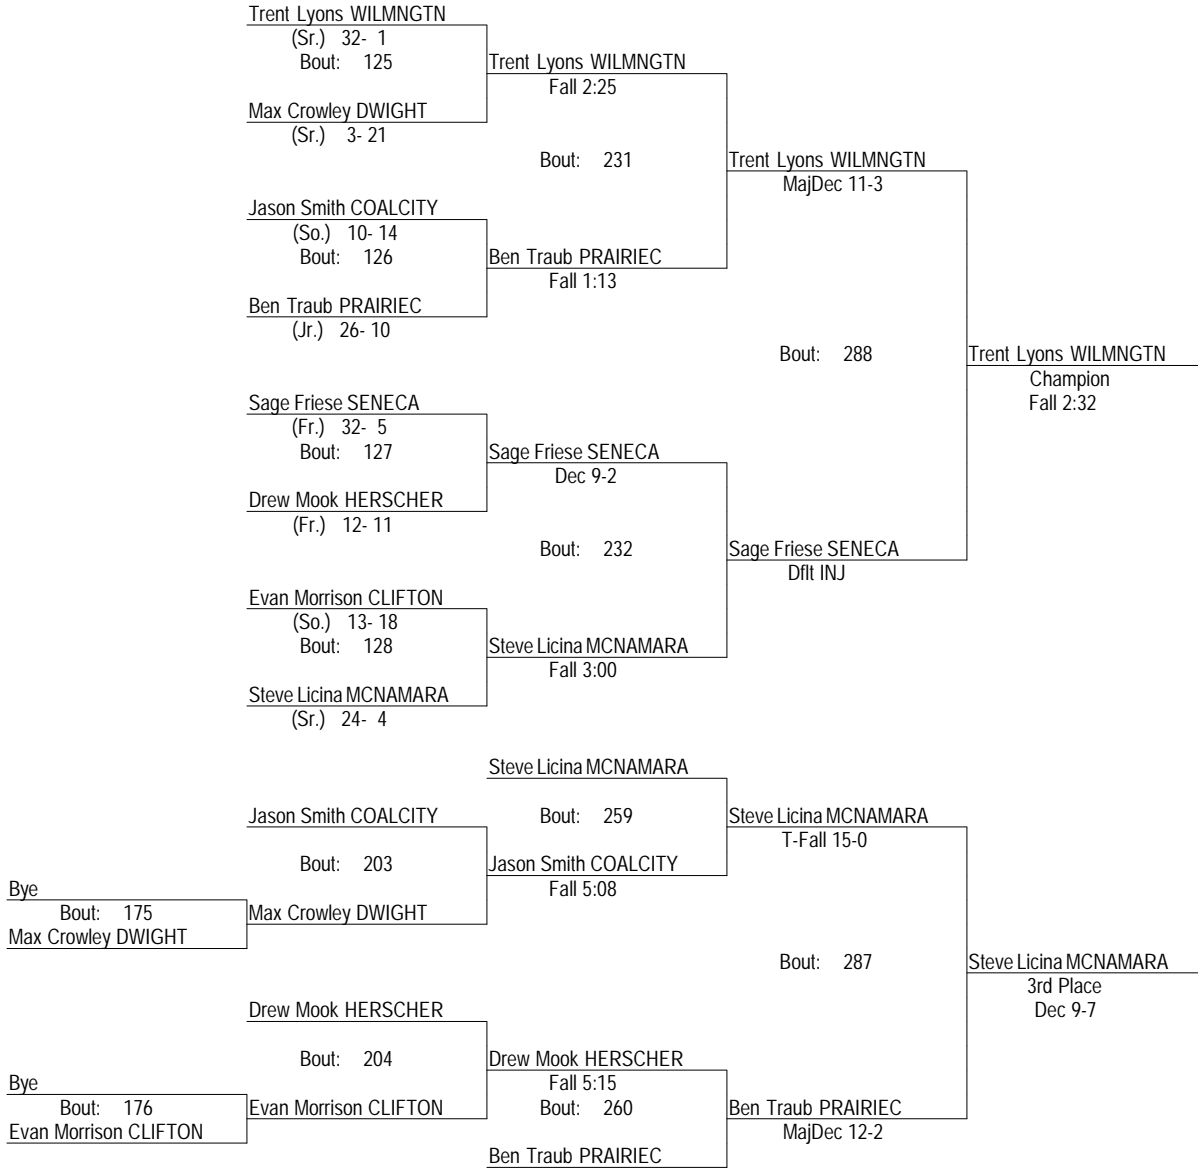 Trent Lyons WILMNGTN
(Sr.) 32- 1
Bout: 125
Trent Lyons WILMNGTN
Fall 2:25
Max Crowley DWIGHT
(Sr.) 3- 21
Bout: 231
Trent Lyons WILMNGTN
MajDec 11-3
Jason Smith COALCITY
(So.) 10- 14
Bout: 126
Ben Traub PRAIRIEC
Fall 1:13
Ben Traub PRAIRIEC
(Jr.) 26- 10
Bout: 288
Trent Lyons WILMNGTN
Champion
Fall 2:32
Sage Friese SENECA
(Fr.) 32- 5
Bout: 127
Sage Friese SENECA
Dec 9-2
Drew Mook HERSCHER
(Fr.) 12- 11
Bout: 232
Sage Friese SENECA
Dflt INJ
Evan Morrison CLIFTON
(So.) 13- 18
Bout: 128
Steve Licina MCNAMARA
Fall 3:00
Steve Licina MCNAMARA
(Sr.) 24- 4
Steve Licina MCNAMARA
Jason Smith COALCITY
Bout: 259
Steve Licina MCNAMARA
T-Fall 15-0
Bout: 203
Jason Smith COALCITY
Fall 5:08
Bye
Bout: 175
Max Crowley DWIGHT
Max Crowley DWIGHT
Bout: 287
Steve Licina MCNAMARA
3rd Place
Dec 9-7
Drew Mook HERSCHER
Bout: 204
Drew Mook HERSCHER
Fall 5:15
Bye
Bout: 176
Evan Morrison CLIFTON
Evan Morrison CLIFTON
Bout: 260
Ben Traub PRAIRIEC
MajDec 12-2
Ben Traub PRAIRIEC